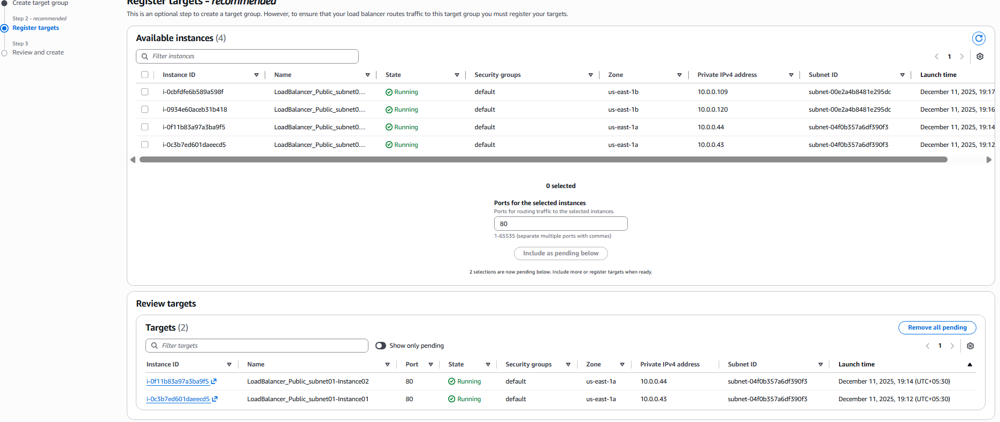 Create target group
Step 2 - recommended
Register targets
Step 3
Review and create
Register targets - recommended
This is an optional step to create a target group. However, to ensure that your load balancer routes traffic to this target group you must register your targets.
Available instances (4)
Filter instances
1
Instance ID Name State Security groups Zone Private IPv4 address Subnet ID Launch time
i-0cbfdfe6b589a598f LoadBalancer_Public_subnet0... Running default us-east-1b 10.0.0.109 subnet-00e2a4b8481e295dc December 11, 2025, 19:17
i-0934e60aceb31b418 LoadBalancer_Public_subnet0... Running default us-east-1b 10.0.0.120 subnet-00e2a4b8481e295dc December 11, 2025, 19:16
i-0f11b83a97a3ba9f5 LoadBalancer_Public_subnet0... Running default us-east-1a 10.0.0.44 subnet-04f0b357a6df390f3 December 11, 2025, 19:14
i-0c3b7ed601daeecd5 LoadBalancer_Public_subnet0... Running default us-east-1a 10.0.0.43 subnet-04f0b357a6df390f3 December 11, 2025, 19:12
0 selected
Ports for the selected instances
Ports for routing traffic to the selected instances.
80
1-65535 (separate multiple ports with commas)
Include as pending below
2 selections are now pending below. Include more or register targets when ready.
Review targets
Targets (2)
Remove all pending
Filter targets
Show only pending
1
Instance ID Name Port State Security groups Zone Private IPv4 address Subnet ID Launch time
i-0f11b83a97a3ba9f5 LoadBalancer_Public_subnet01-Instance02 80 Running default us-east-1a 10.0.0.44 subnet-04f0b357a6df390f3 December 11, 2025, 19:14 (UTC+05:30)
i-0c3b7ed601daeecd5 LoadBalancer_Public_subnet01-Instance01 80 Running default us-east-1a 10.0.0.43 subnet-04f0b357a6df390f3 December 11, 2025, 19:12 (UTC+05:30)